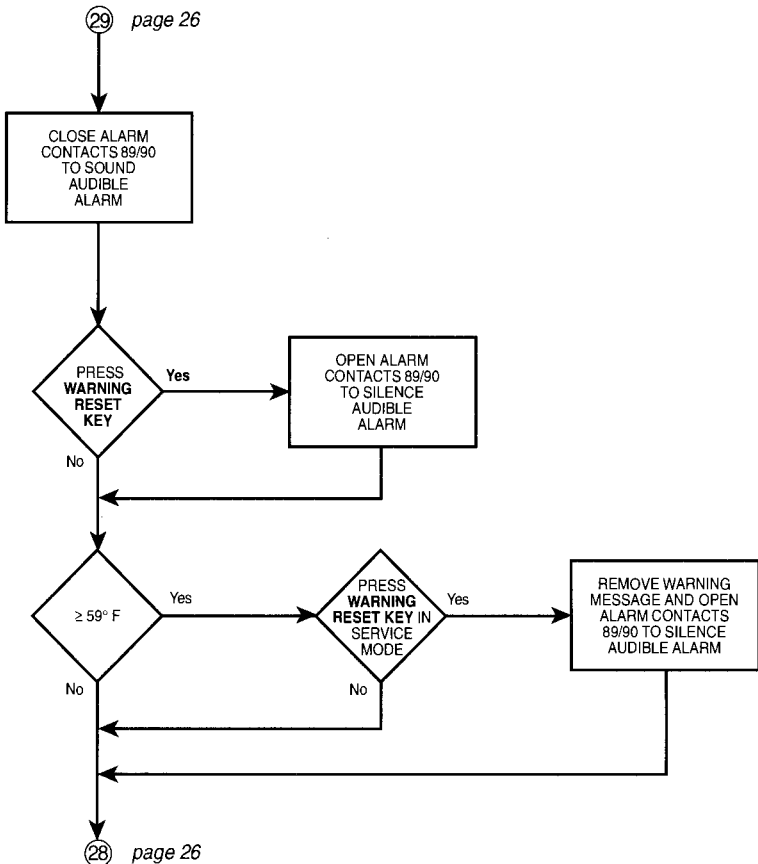 29 page 26
CLOSE ALARM
CONTACTS 89/90
TO SOUND
AUDIBLE
ALARM
PRESS
WARNING
RESET
KEY
Yes
OPEN ALARM
CONTACTS 89/90
TO SILENCE
AUDIBLE
ALARM
No
≥ 59° F
Yes
PRESS
WARNING
RESET KEY IN
SERVICE
MODE
Yes
REMOVE WARNING
MESSAGE AND OPEN
ALARM CONTACTS
89/90 TO SILENCE
AUDIBLE ALARM
No
No
28 page 26